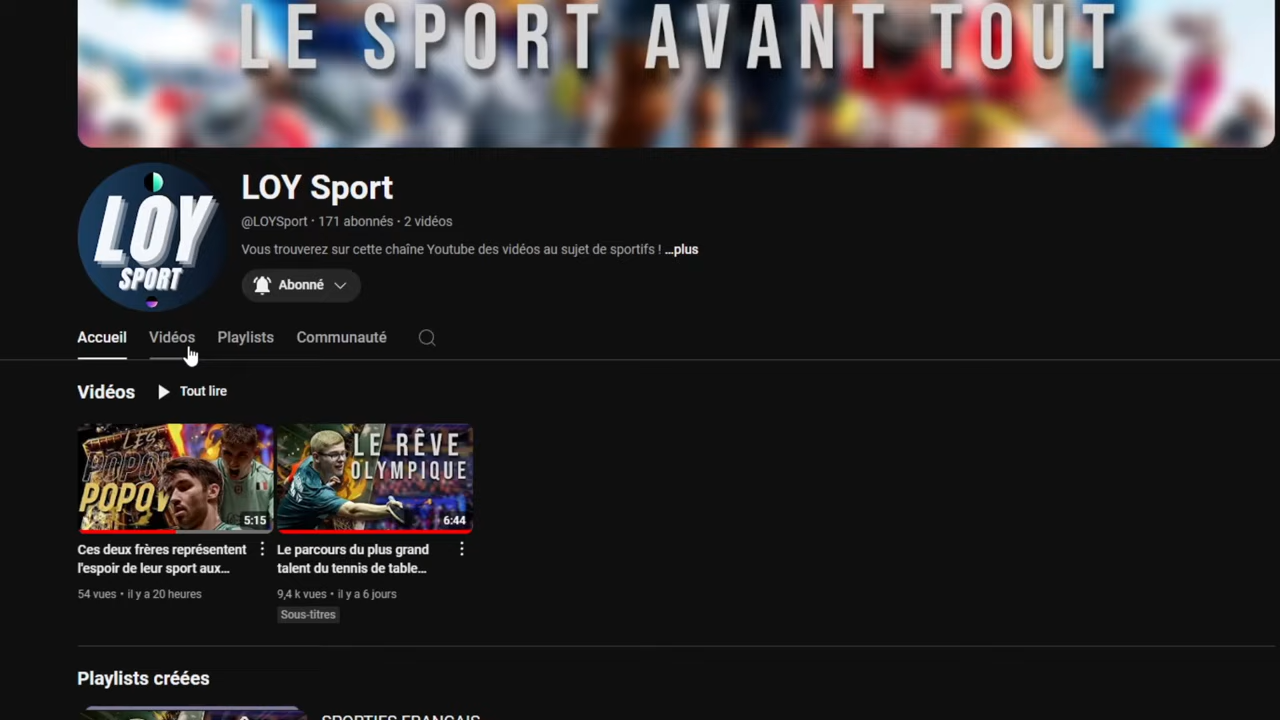 LE SPORT AVANT TOUT
LOY
SPORT
LOY Sport
@LOYSport • 171 abonnés • 2 vidéos
Vous trouverez sur cette chaîne Youtube des vidéos au sujet de sportifs ! ...plus
Abonné
Accueil Vidéos Playlists Communauté
Vidéos Tout lire
LES
POPOV
POPOV
5:15
LE RÊVE
OLYMPIQUE
6:44
Ces deux frères représentent
l'espoir de leur sport aux...
54 vues • il y a 20 heures
Le parcours du plus grand
talent du tennis de table...
9,4 k vues • il y a 6 jours
Sous-titres
Playlists créées
SPORTIFS FRANÇAIS